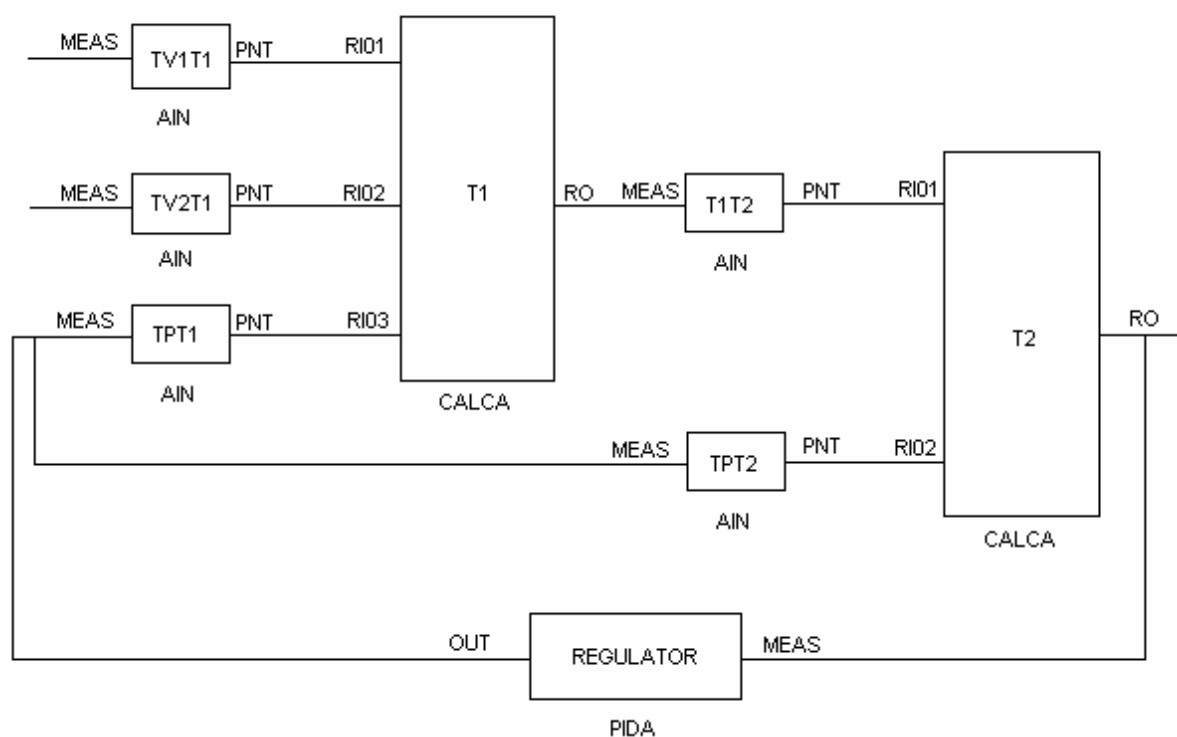 MEAS TV1T1 PNT RI01
AIN
MEAS TV2T1 PNT RI02
AIN
T1
RO MEAS T1T2 PNT RI01
AIN
MEAS TPT1 PNT RI03
AIN
CALCA
T2
RO
MEAS TPT2 PNT RI02
AIN
CALCA
OUT REGULATOR MEAS
PIDA